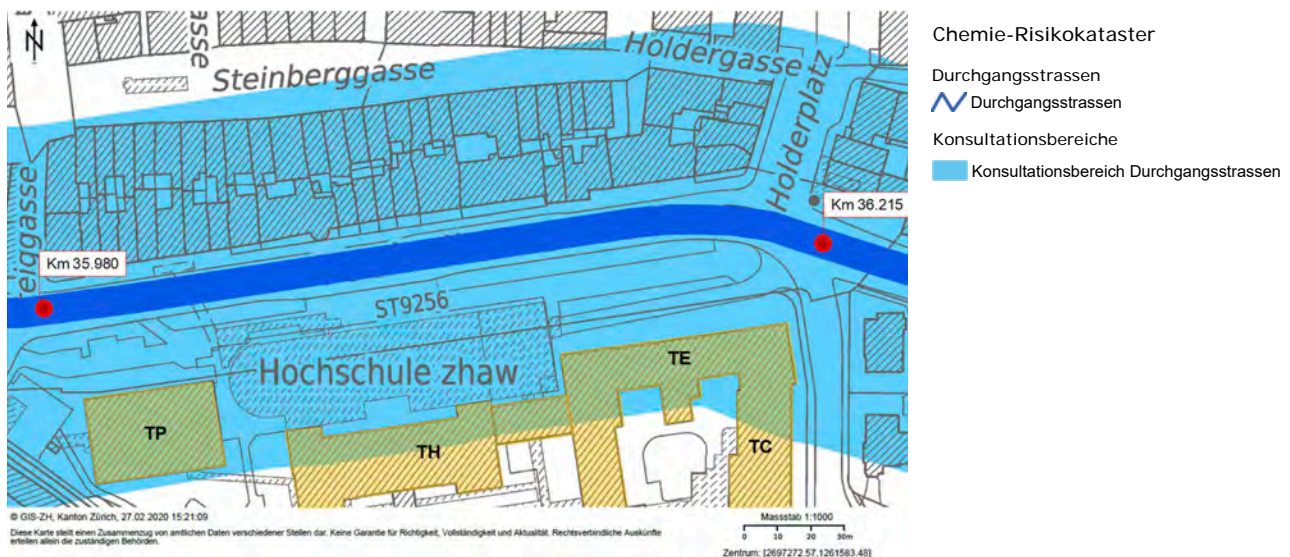 N
asse
Steinberggasse
Holdergasse
Holderplatz
eiggasse
Km 35.980
Km 36.215
ST9256
Hochschule zhaw
TE
TP
TH
TC
© GIS-ZH, Kanton Zürich, 27.02.2020 15:21:09
Diese Karte stellt einen Zusammenzug von amtlichen Daten verschiedener Stellen dar. Keine Garantie für Richtigkeit, Vollständigkeit und Aktualität. Rechtsverbindliche Auskünfte
erteilen allein die zuständigen Behörden.
Massstab 1:1000
0 10 20 30m
Zentrum: [2697272.57,1261583.48]
Chemie-Risikokataster
Durchgangsstrassen
Durchgangsstrassen
Konsultationsbereiche
Konsultationsbereich Durchgangsstrassen